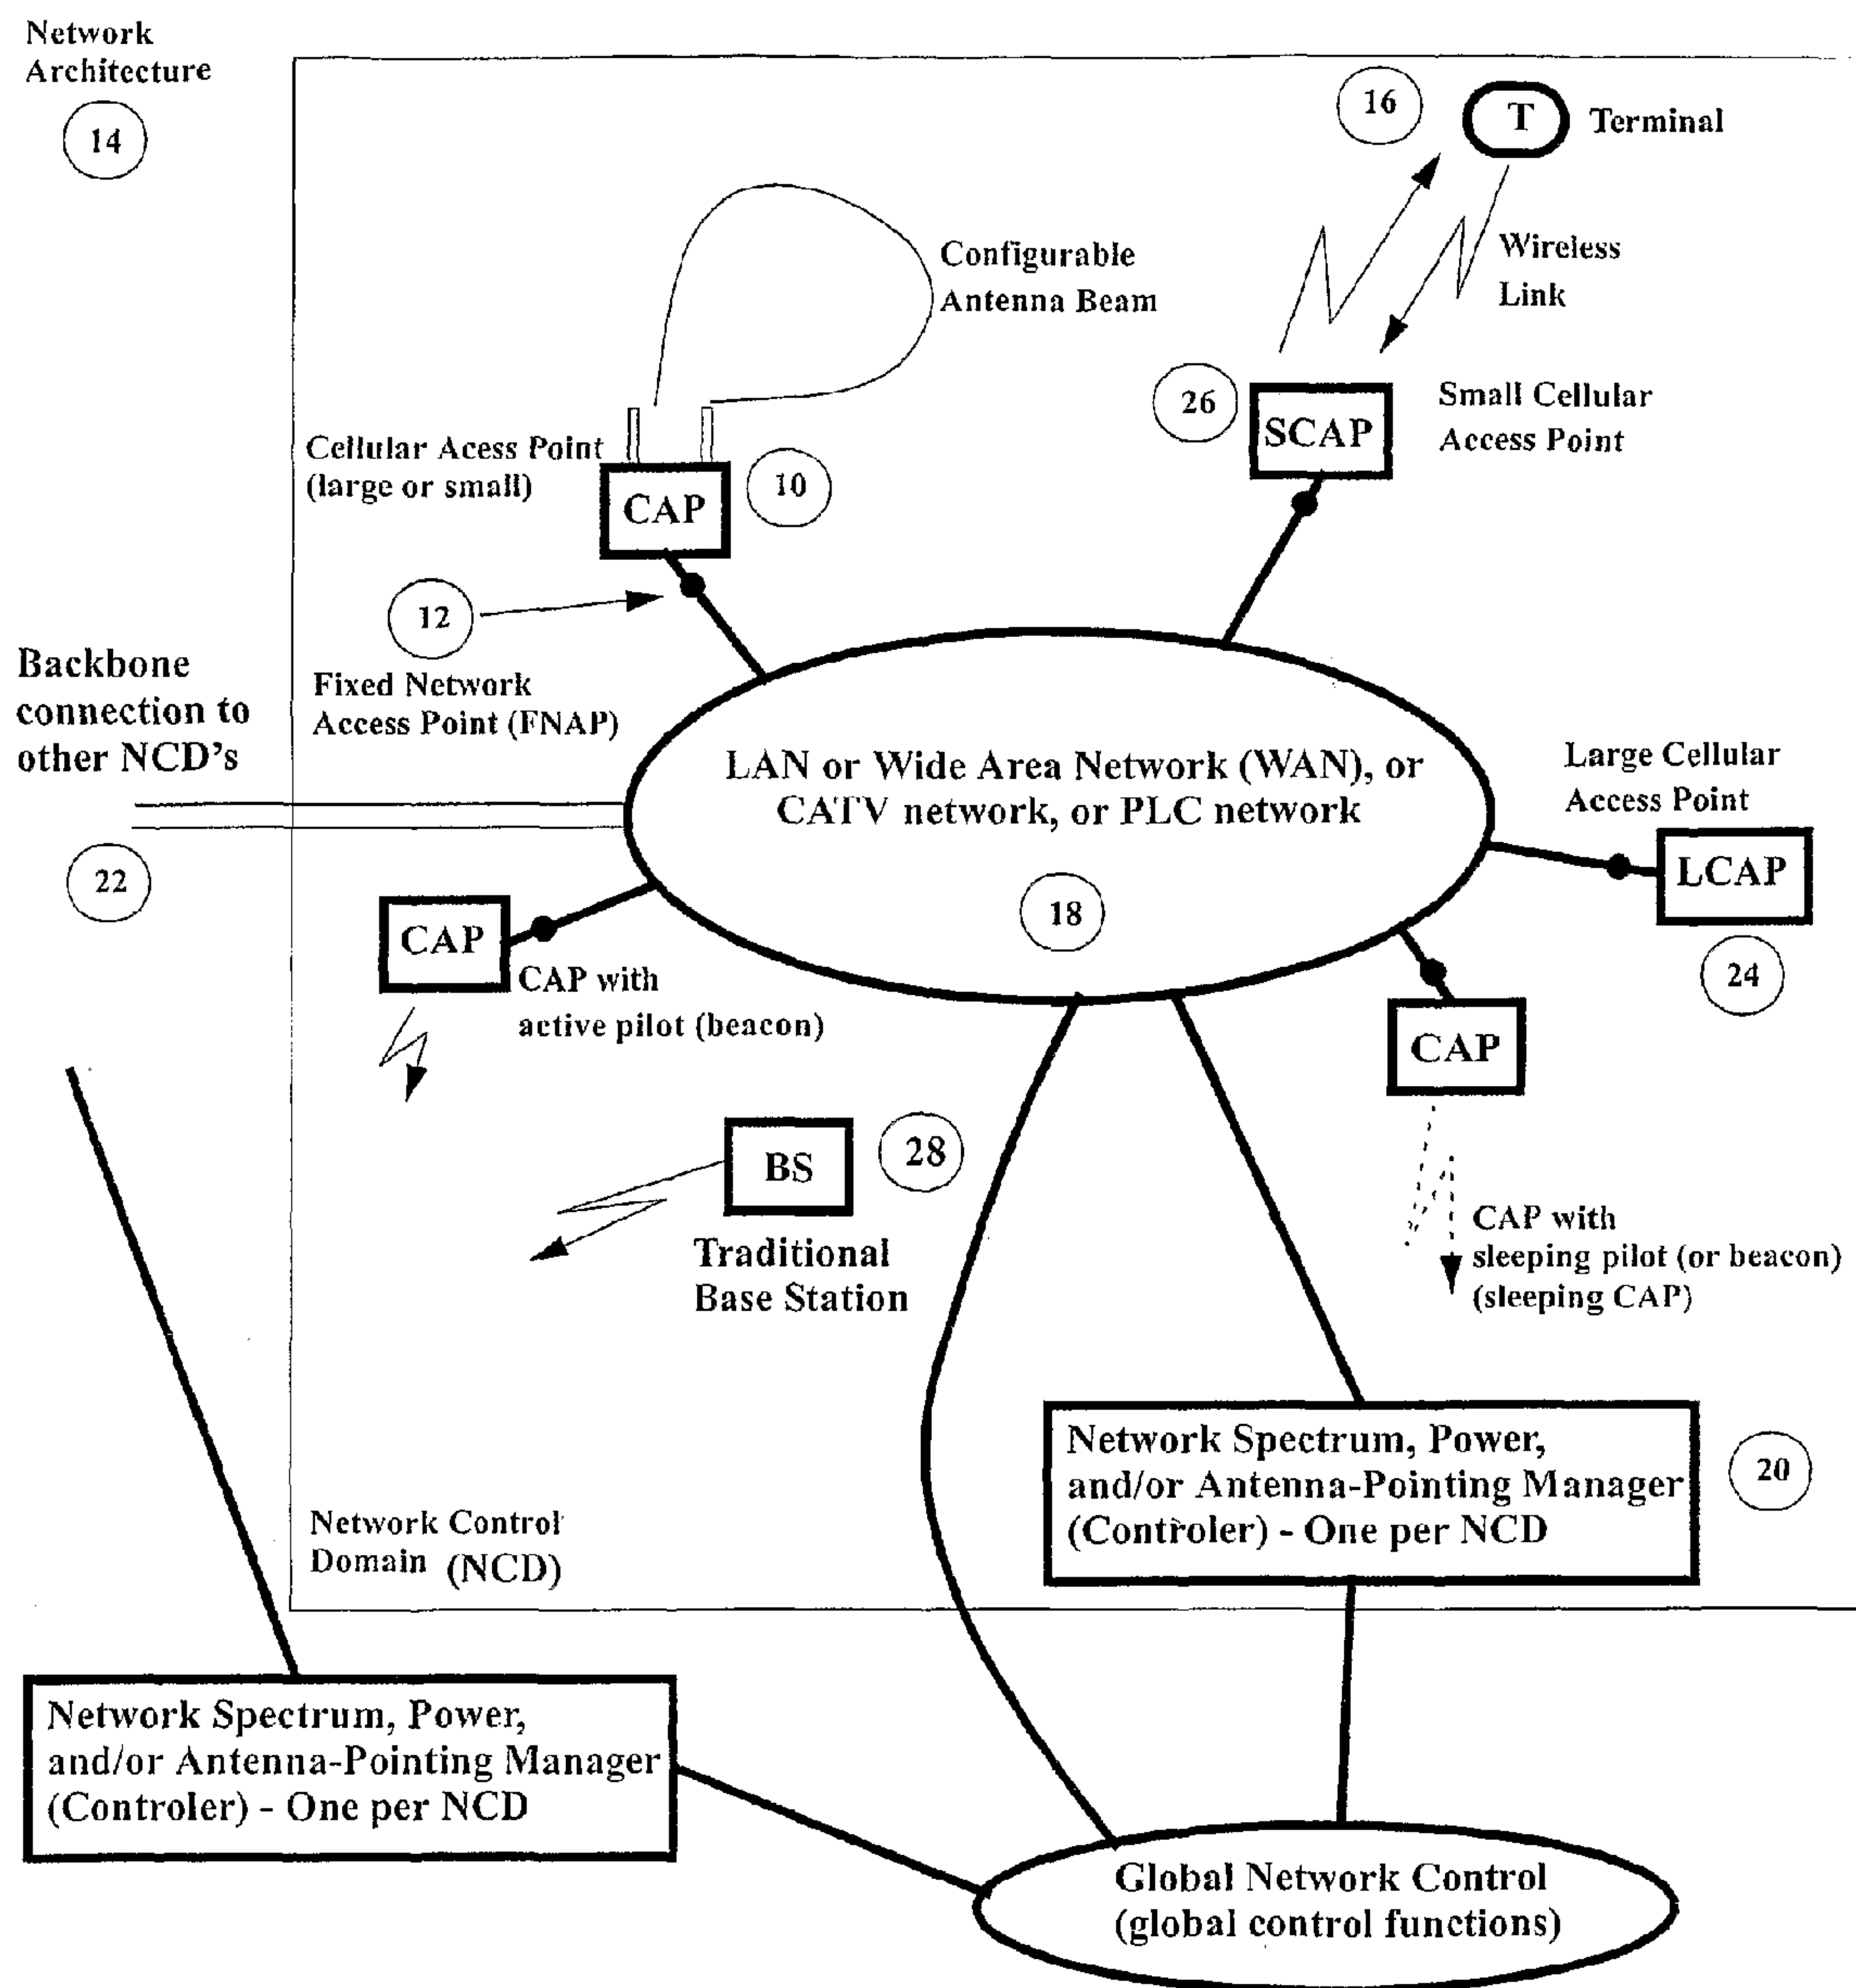 Network
Architecture
14
16
T
Terminal
Configurable
Antenna Beam
Wireless
Link
26
SCAP
Small Cellular
Access Point
Cellular Acess Point
(large or small)
CAP
10
12
Fixed Network
Access Point (FNAP)
Backbone
connection to
other NCD's
22
LAN or Wide Area Network (WAN), or
CATV network, or PLC network
18
Large Cellular
Access Point
LCAP
24
CAP
CAP with
active pilot (beacon)
CAP
CAP with
sleeping pilot (or beacon)
(sleeping CAP)
BS
28
Traditional
Base Station
Network Spectrum, Power,
and/or Antenna-Pointing Manager
(Controler) - One per NCD
20
Network Control
Domain (NCD)
Network Spectrum, Power,
and/or Antenna-Pointing Manager
(Controler) - One per NCD
Global Network Control
(global control functions)